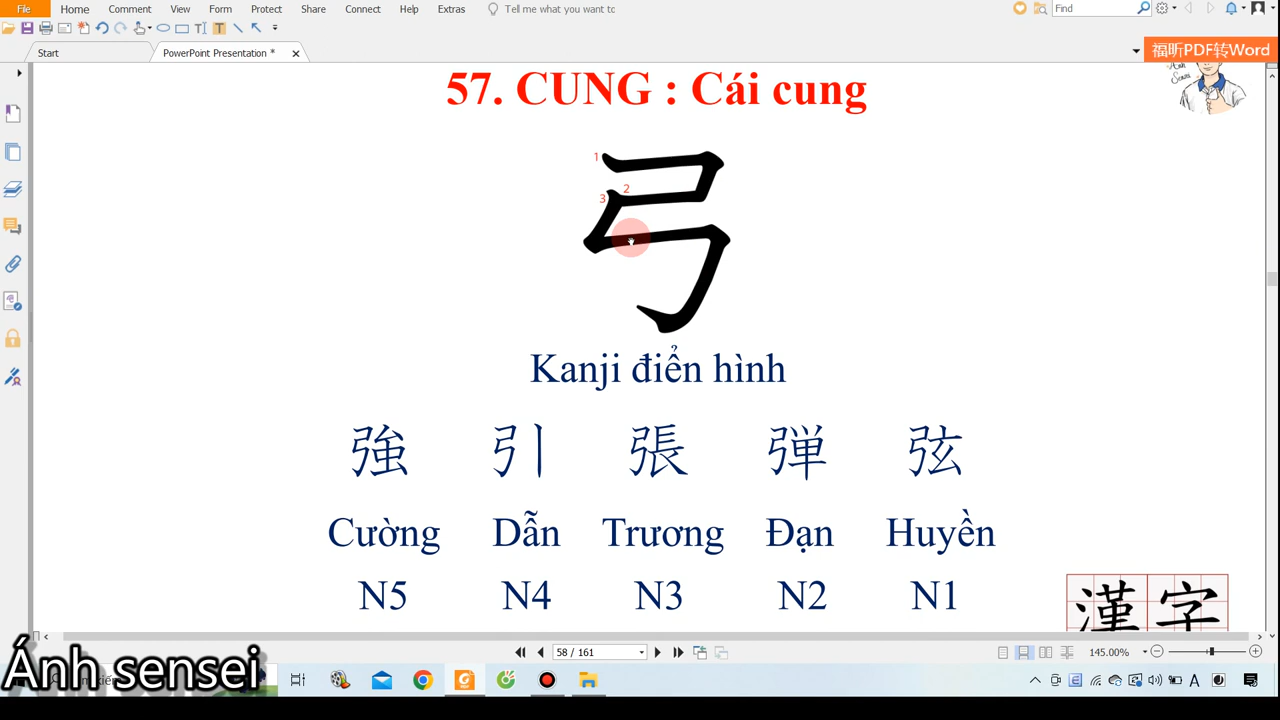 File Home Comment View Form Protect Share Connect Help Extras Tell me what you want to Find
Start PowerPoint Presentation * 福昕PDF转Word
Ánh
Sensei
57. CUNG : Cái cung
1
2
3
弓
Kanji điển hình
強 引 張 弾 弦
Cường Dẫn Trương Đạn Huyền
N5 N4 N3 N2 N1
漢字
58 / 161 145.00%
Ánh sensei